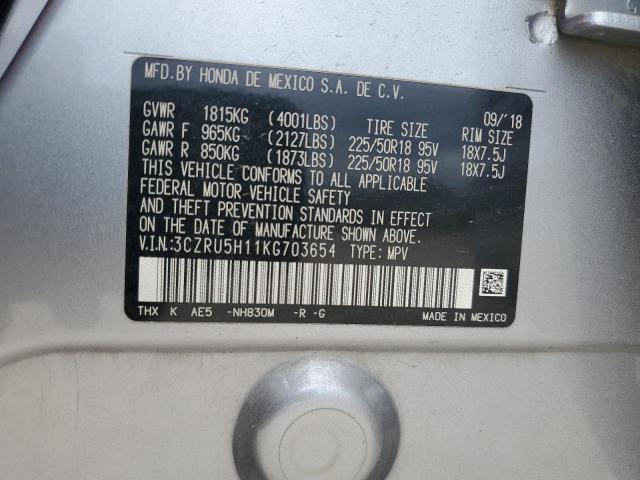 MFD. BY HONDA DE MEXICO S.A. DE C.V.
GVWR 1815KG (4001LBS) TIRE SIZE 09/'18 RIM SIZE
GAWR F 965KG (2127LBS) 225/50R18 95V 18X7.5J
GAWR R 850KG (1873LBS) 225/50R18 95V 18X7.5J
THIS VEHICLE CONFORMS TO ALL APPLICABLE
FEDERAL MOTOR VEHICLE SAFETY
AND THEFT PREVENTION STANDARDS IN EFFECT
ON THE DATE OF MANUFACTURE SHOWN ABOVE.
V.I.N.:3CZRU5H11KG703654 TYPE: MPV
THX K AE5 -NH830M -R -G MADE IN MEXICO